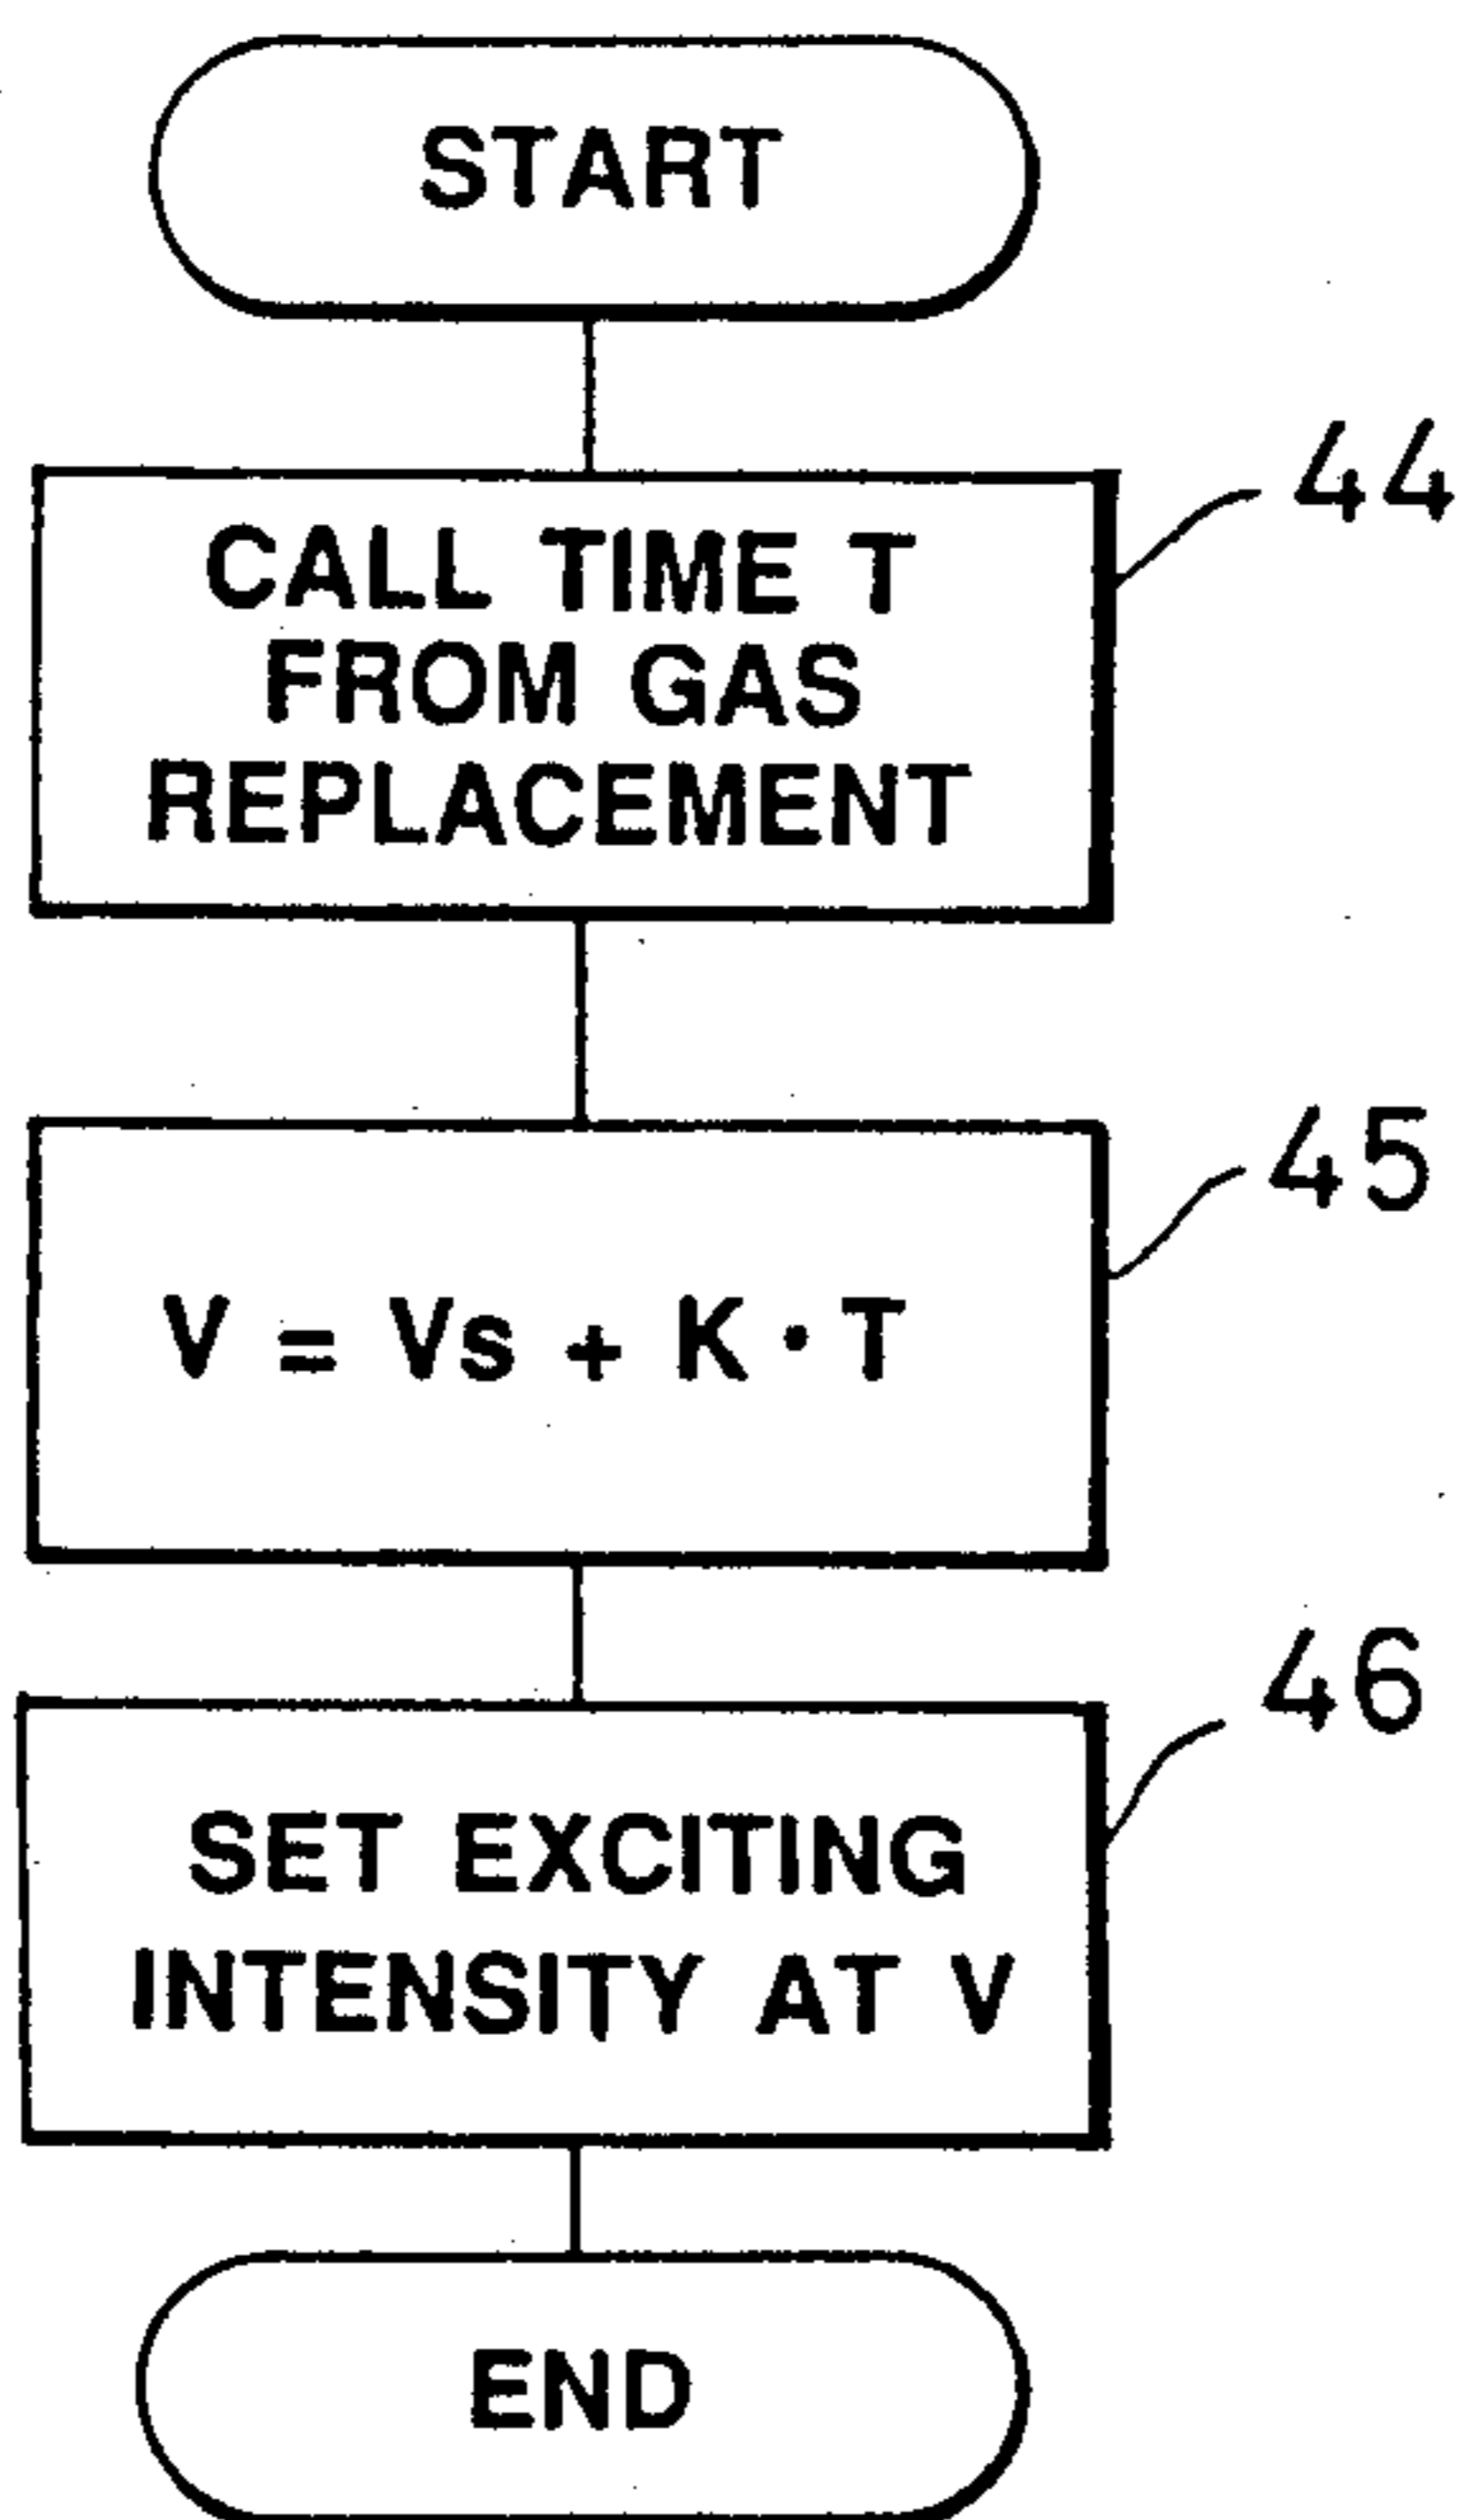 START
44
CALL TIME T
FROM GAS
REPLACEMENT
45
V = Vs + K · T
46
SET EXCITING
INTENSITY AT V
END